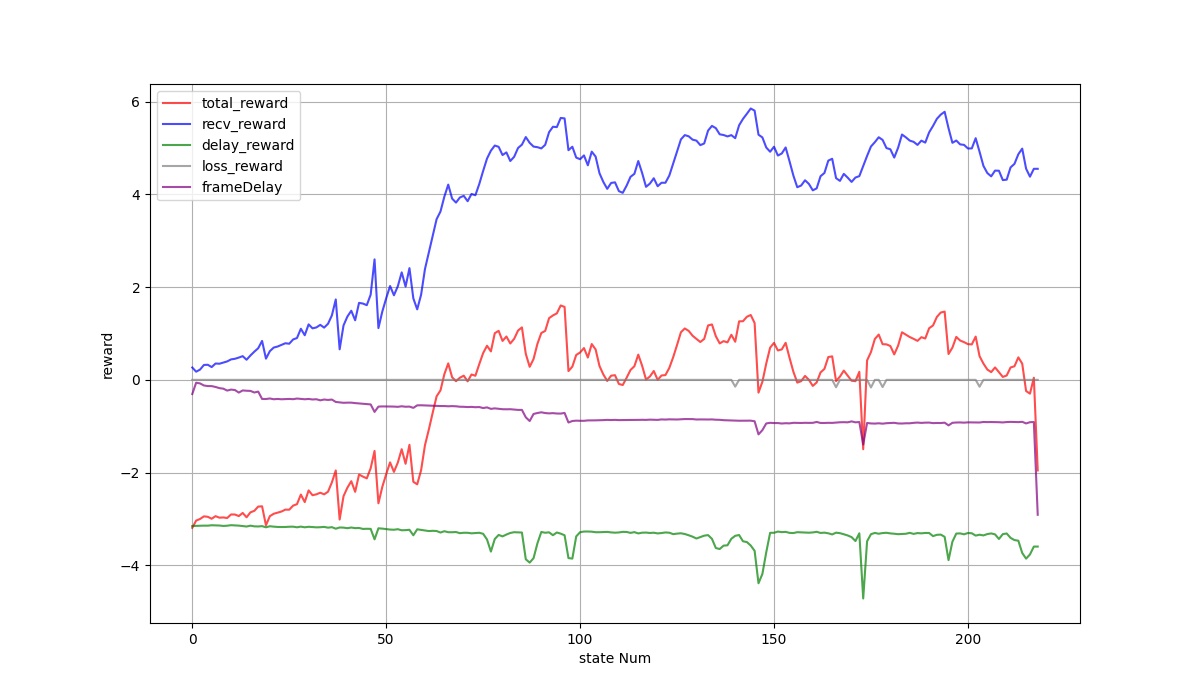 total_reward
recv_reward
delay_reward
loss_reward
frameDelay
6
4
2
0
−2
−4
reward
0 50 100 150 200
state Num